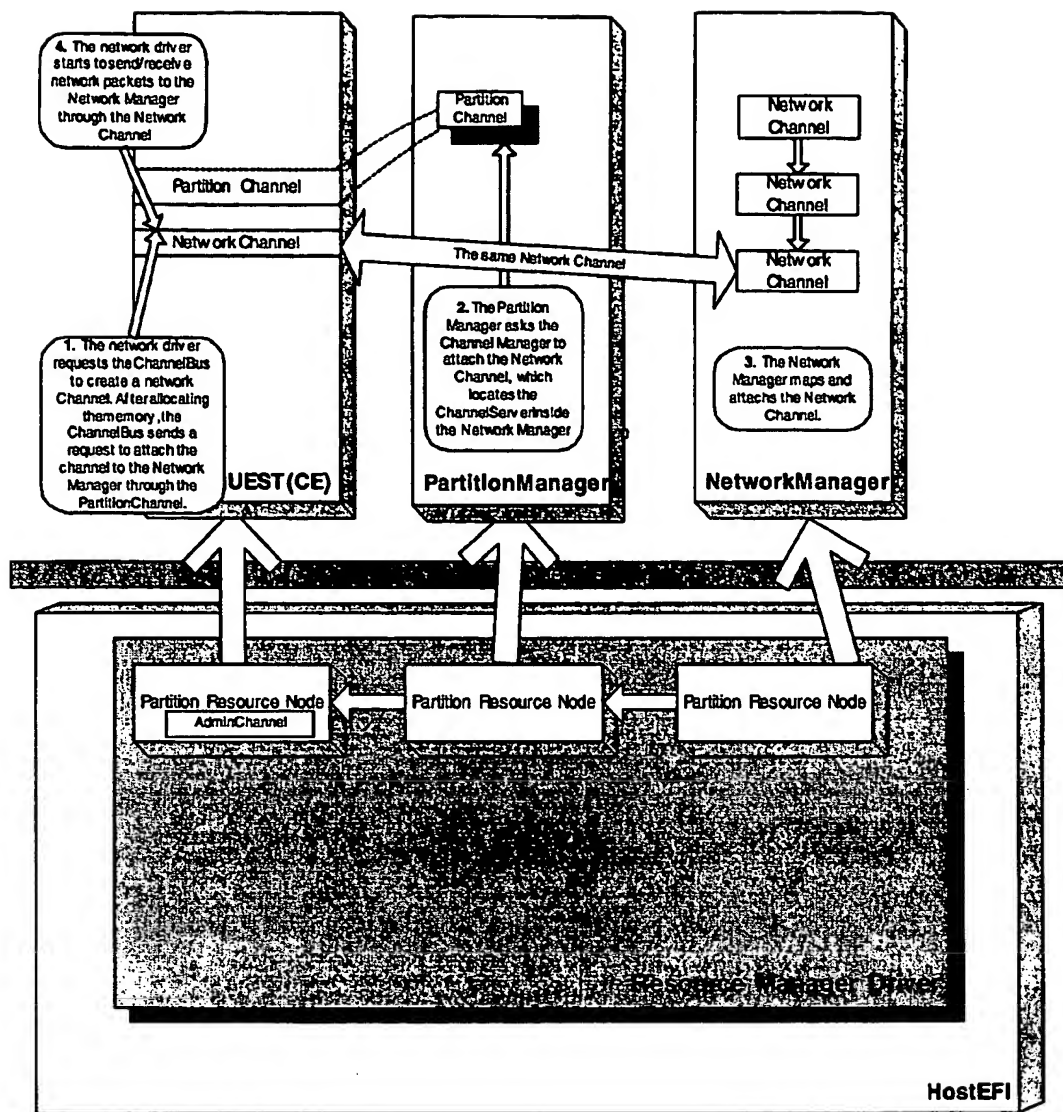 4. The network driver
starts to send/receive
network packets to the
Network Manager
through the Network
Channel
Partition Channel
Network Channel
1. The network driver
requests the ChannelBus
to create a network
Channel. After allocating
the memory, the
ChannelBus sends a
request to attach the
channel to the Network
Manager through the
PartitionChannel.
UEST(CE)
Partition
Channel
The same Network Channel
2. The Partition
Manager asks the
Channel Manager to
attach the Network
Channel, which
locates the
ChannelServer inside
the Network Manager
PartitionManager
Network
Channel
Network
Channel
Network
Channel
3. The Network
Manager maps and
attachs the Network
Channel.
NetworkManager
Partition Resource Node
AdminChannel
Partition Resource Node
Partition Resource Node
Resource Manager Driver
HostEFI